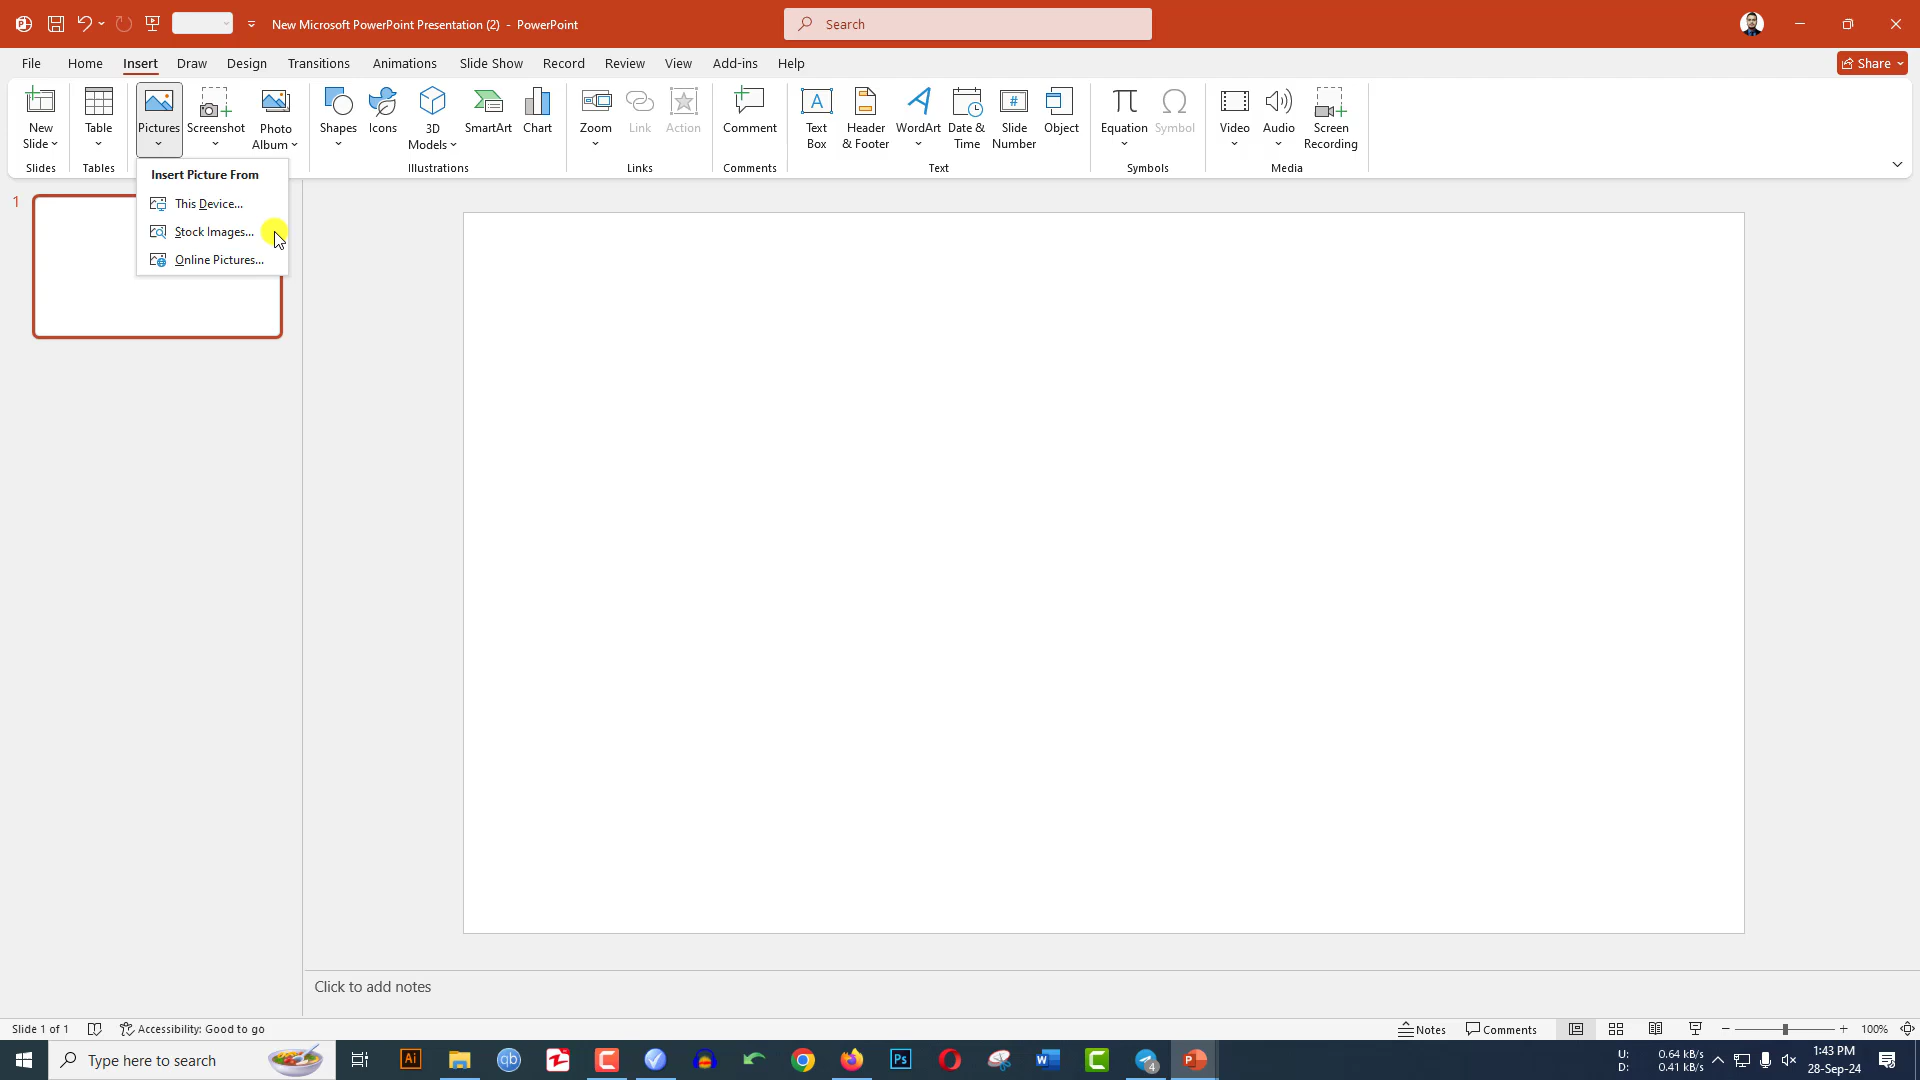 New Microsoft PowerPoint Presentation (2) - PowerPoint
Search
File Home Insert Draw Design Transitions Animations Slide Show Record Review View Add-ins Help
Share
New Slide
Table
Pictures
Screenshot
Photo Album
Shapes
Icons
3D Models
SmartArt
Chart
Zoom
Link
Action
Comment
Text Box
Header & Footer
WordArt
Date & Time
Slide Number
Object
Equation
Symbol
Video
Audio
Screen Recording
Slides
Tables
Illustrations
Links
Comments
Text
Symbols
Media
Insert Picture From
This Device...
Stock Images...
Online Pictures...
1
Click to add notes
Slide 1 of 1
Accessibility: Good to go
Notes
Comments
100%
Type here to search
Ai
qb
Ps
4
U: 0.64 kB/s
D: 0.41 kB/s
1:43 PM
28-Sep-24